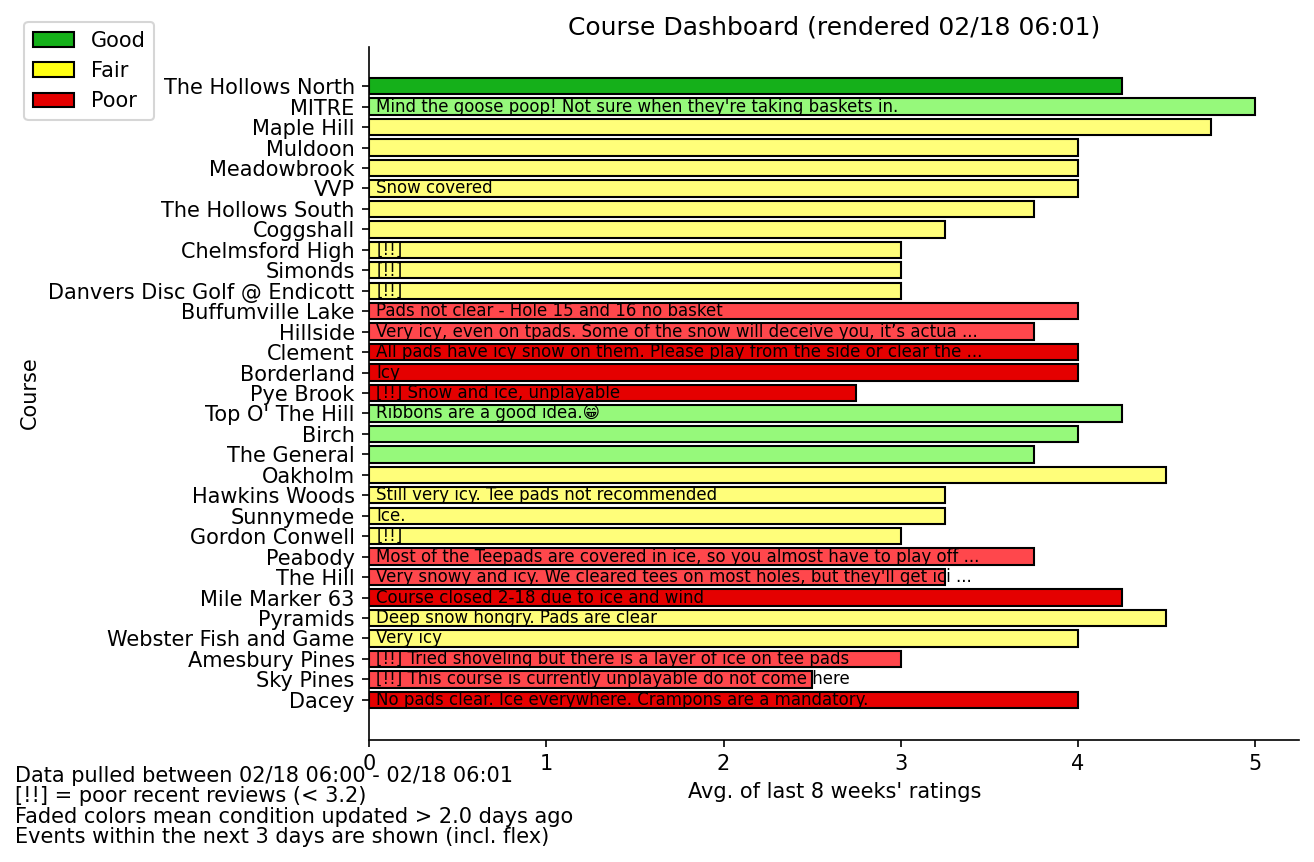 Course Dashboard (rendered 02/18 06:01)
Good
Fair
Poor
The Hollows North
MITRE Mind the goose poop! Not sure when they're taking baskets in.
Maple Hill
Muldoon
Meadowbrook
VVP Snow covered
The Hollows South
Coggshall
Chelmsford High [!!]
Simonds [!!]
Danvers Disc Golf @ Endicott [!!]
Buffumville Lake Pads not clear - Hole 15 and 16 no basket
Hillside Very icy, even on tpads. Some of the snow will deceive you, it’s actua ...
Clement All pads have icy snow on them. Please play from the side or clear the ...
Borderland Icy
Pye Brook [!!] Snow and ice, unplayable
Top O' The Hill Ribbons are a good idea.😁
Birch
The General
Oakholm
Hawkins Woods Still very icy. Tee pads not recommended
Sunnymede Ice.
Gordon Conwell [!!]
Peabody Most of the Teepads are covered in ice, so you almost have to play off ...
The Hill Very snowy and icy. We cleared tees on most holes, but they'll get ici ...
Mile Marker 63 Course closed 2-18 due to ice and wind
Pyramids Deep snow hongry. Pads are clear
Webster Fish and Game Very icy
Amesbury Pines [!!] Tried shoveling but there is a layer of ice on tee pads
Sky Pines [!!] This course is currently unplayable do not come here
Dacey No pads clear. Ice everywhere. Crampons are a mandatory.
Course
0 1 2 3 4 5
Avg. of last 8 weeks' ratings
Data pulled between 02/18 06:00 - 02/18 06:01
[!!] = poor recent reviews (< 3.2)
Faded colors mean condition updated > 2.0 days ago
Events within the next 3 days are shown (incl. flex)